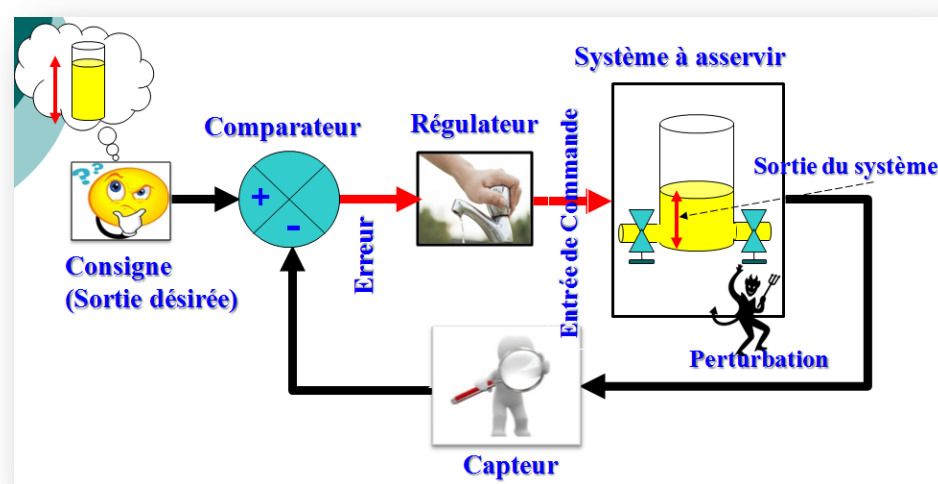 Système à asservir
Comparateur
Régulateur
Sortie du système
??
+
-
Consigne
(Sortie désirée)
Erreur
Entrée de Commande
Perturbation
Capteur